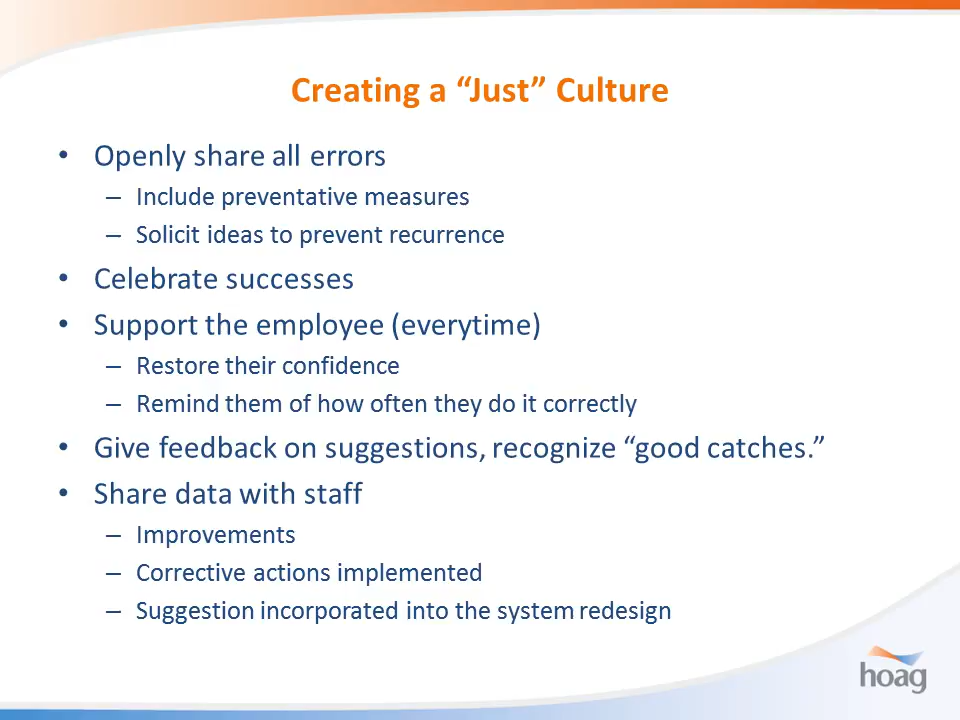 Creating a “Just” Culture
• Openly share all errors
– Include preventative measures
– Solicit ideas to prevent recurrence
• Celebrate successes
• Support the employee (everytime)
– Restore their confidence
– Remind them of how often they do it correctly
• Give feedback on suggestions, recognize “good catches.”
• Share data with staff
– Improvements
– Corrective actions implemented
– Suggestion incorporated into the system redesign
hoag